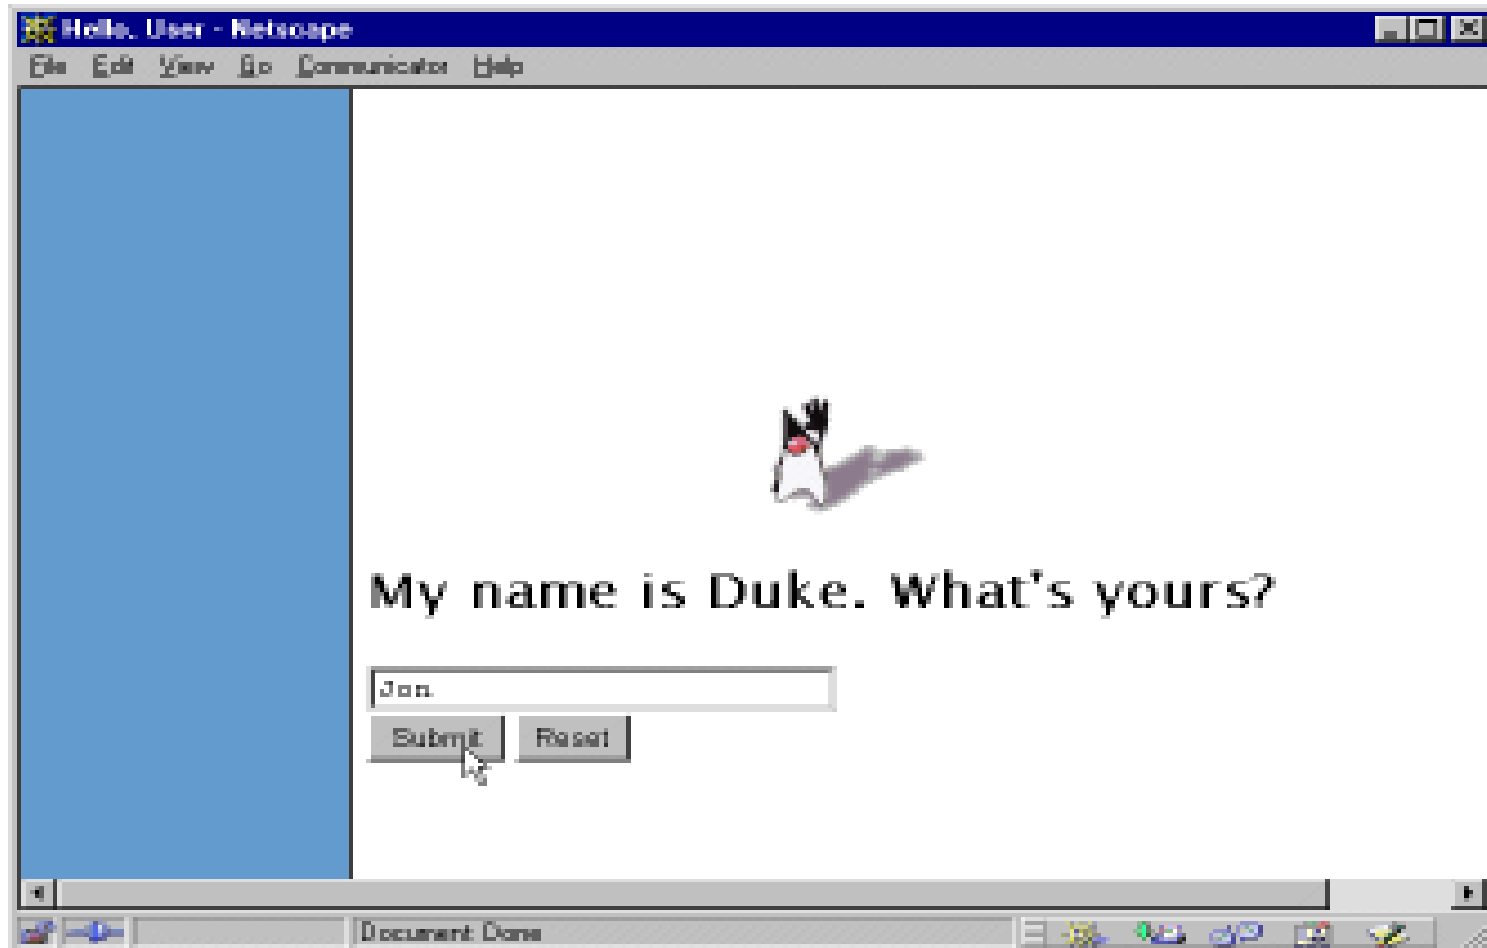 Hello, User - Netscape
File Edit View Go Communicator Help
My name is Duke. What's yours?
Jon
Submit Reset
Document Done